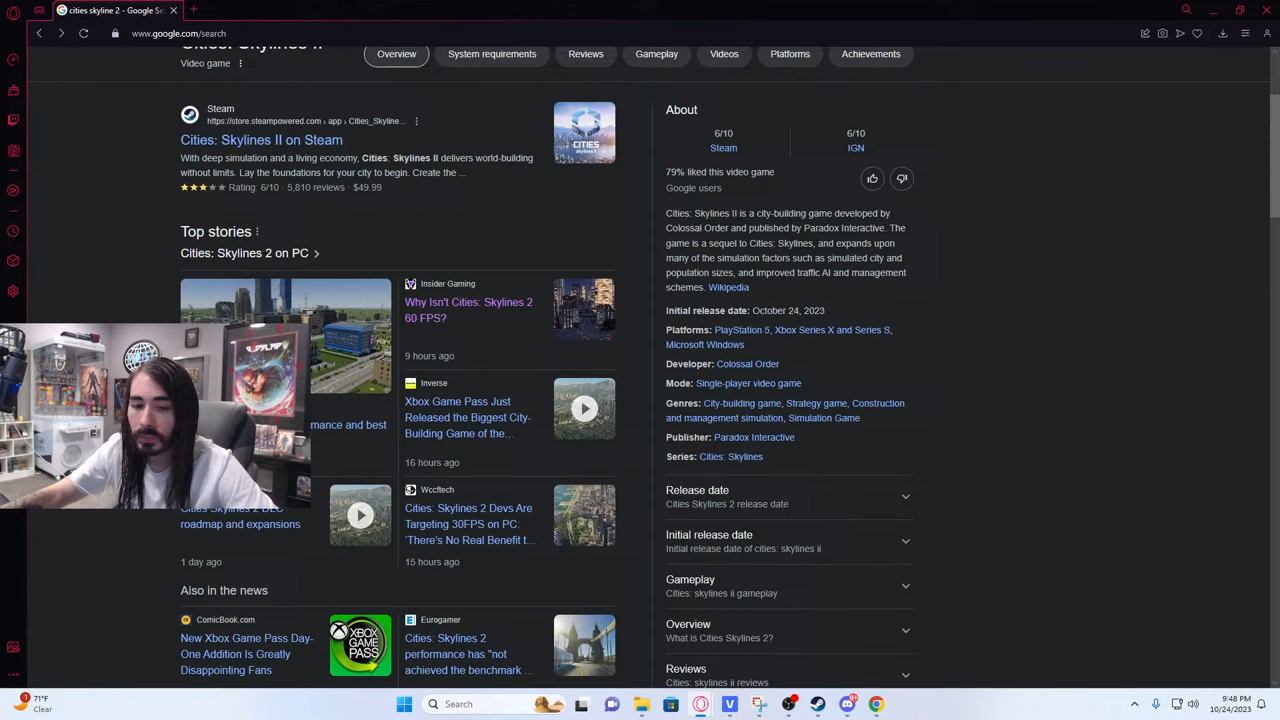 cities skyline 2 - Google Se
www.google.com/search
Video game
Overview
System requirements
Reviews
Gameplay
Videos
Platforms
Achievements
Steam
https://store.steampowered.com › app › Cities_Skyline...
Cities: Skylines II on Steam
With deep simulation and a living economy, Cities: Skylines II delivers world-building
without limits. Lay the foundations for your city to begin. Create the ...
Rating: 6/10 · 5,810 reviews · $49.99
CITIES
Top stories
Cities: Skylines 2 on PC
Insider Gaming
Why Isn't Cities: Skylines 2
60 FPS?
9 hours ago
mance and best
Inverse
Xbox Game Pass Just
Released the Biggest City-
Building Game of the...
16 hours ago
Cities Skylines 2 DLC
roadmap and expansions
1 day ago
Wccftech
Cities: Skylines 2 Devs Are
Targeting 30FPS on PC:
'There's No Real Benefit t...
15 hours ago
Also in the news
ComicBook.com
New Xbox Game Pass Day-
One Addition Is Greatly
Disappointing Fans
XBOX
GAME
PASS
Eurogamer
Cities: Skylines 2
performance has "not
achieved the benchmark ...
About
6/10
Steam
6/10
IGN
79% liked this video game
Google users
Cities: Skylines II is a city-building game developed by
Colossal Order and published by Paradox Interactive. The
game is a sequel to Cities: Skylines, and expands upon
many of the simulation factors such as simulated city and
population sizes, and improved traffic AI and management
schemes. Wikipedia
Initial release date: October 24, 2023
Platforms: PlayStation 5, Xbox Series X and Series S,
Microsoft Windows
Developer: Colossal Order
Mode: Single-player video game
Genres: City-building game, Strategy game, Construction
and management simulation, Simulation Game
Publisher: Paradox Interactive
Series: Cities: Skylines
Release date
Cities Skylines 2 release date
Initial release date
Initial release date of cities: skylines ii
Gameplay
Cities: skylines ii gameplay
Overview
What is Cities Skylines 2?
Reviews
Cities: skylines ii reviews
1
71°F
Clear
Search
9:48 PM
10/24/2023